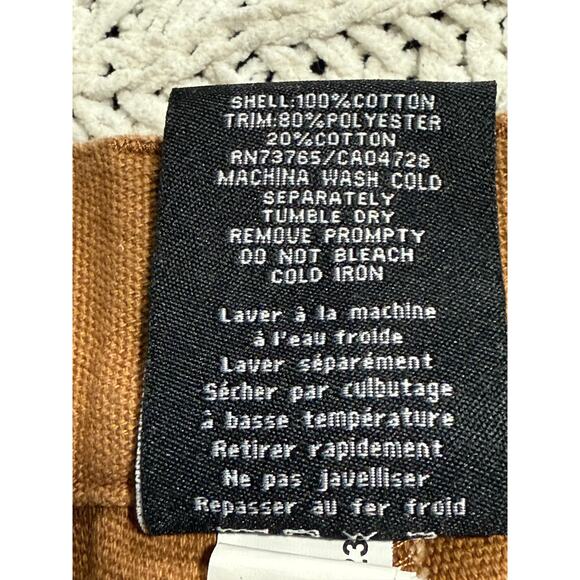 SHELL:100%COTTON
TRIM:80%POLYESTER
20%COTTON
RN73765/CA04728
MACHINA WASH COLD
SEPARATELY
TUMBLE DRY
REMOVE PROMPTY
DO NOT BLEACH
COLD IRON
Laver à la machine
à l'eau froide
Laver séparément
Sécher par culbutage
à basse température
Retirer rapidement
Ne pas javelliser
Repasser au fer froid